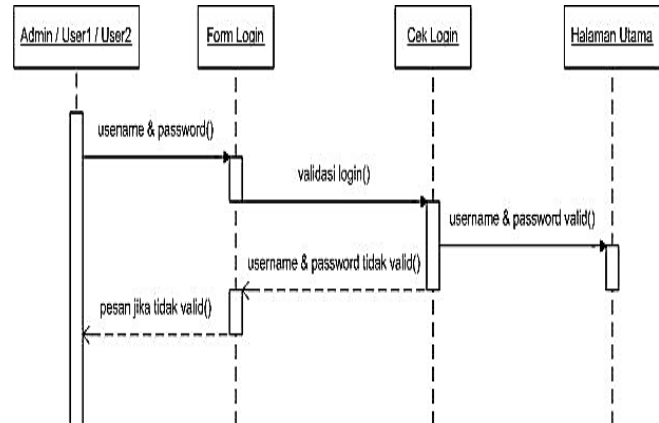 Admin / User1 / User2
Form Login
Cek Login
Halaman Utama
usename & password()
validasi login()
username & password valid()
username & password tidak valid()
pesan jika tidak valid()